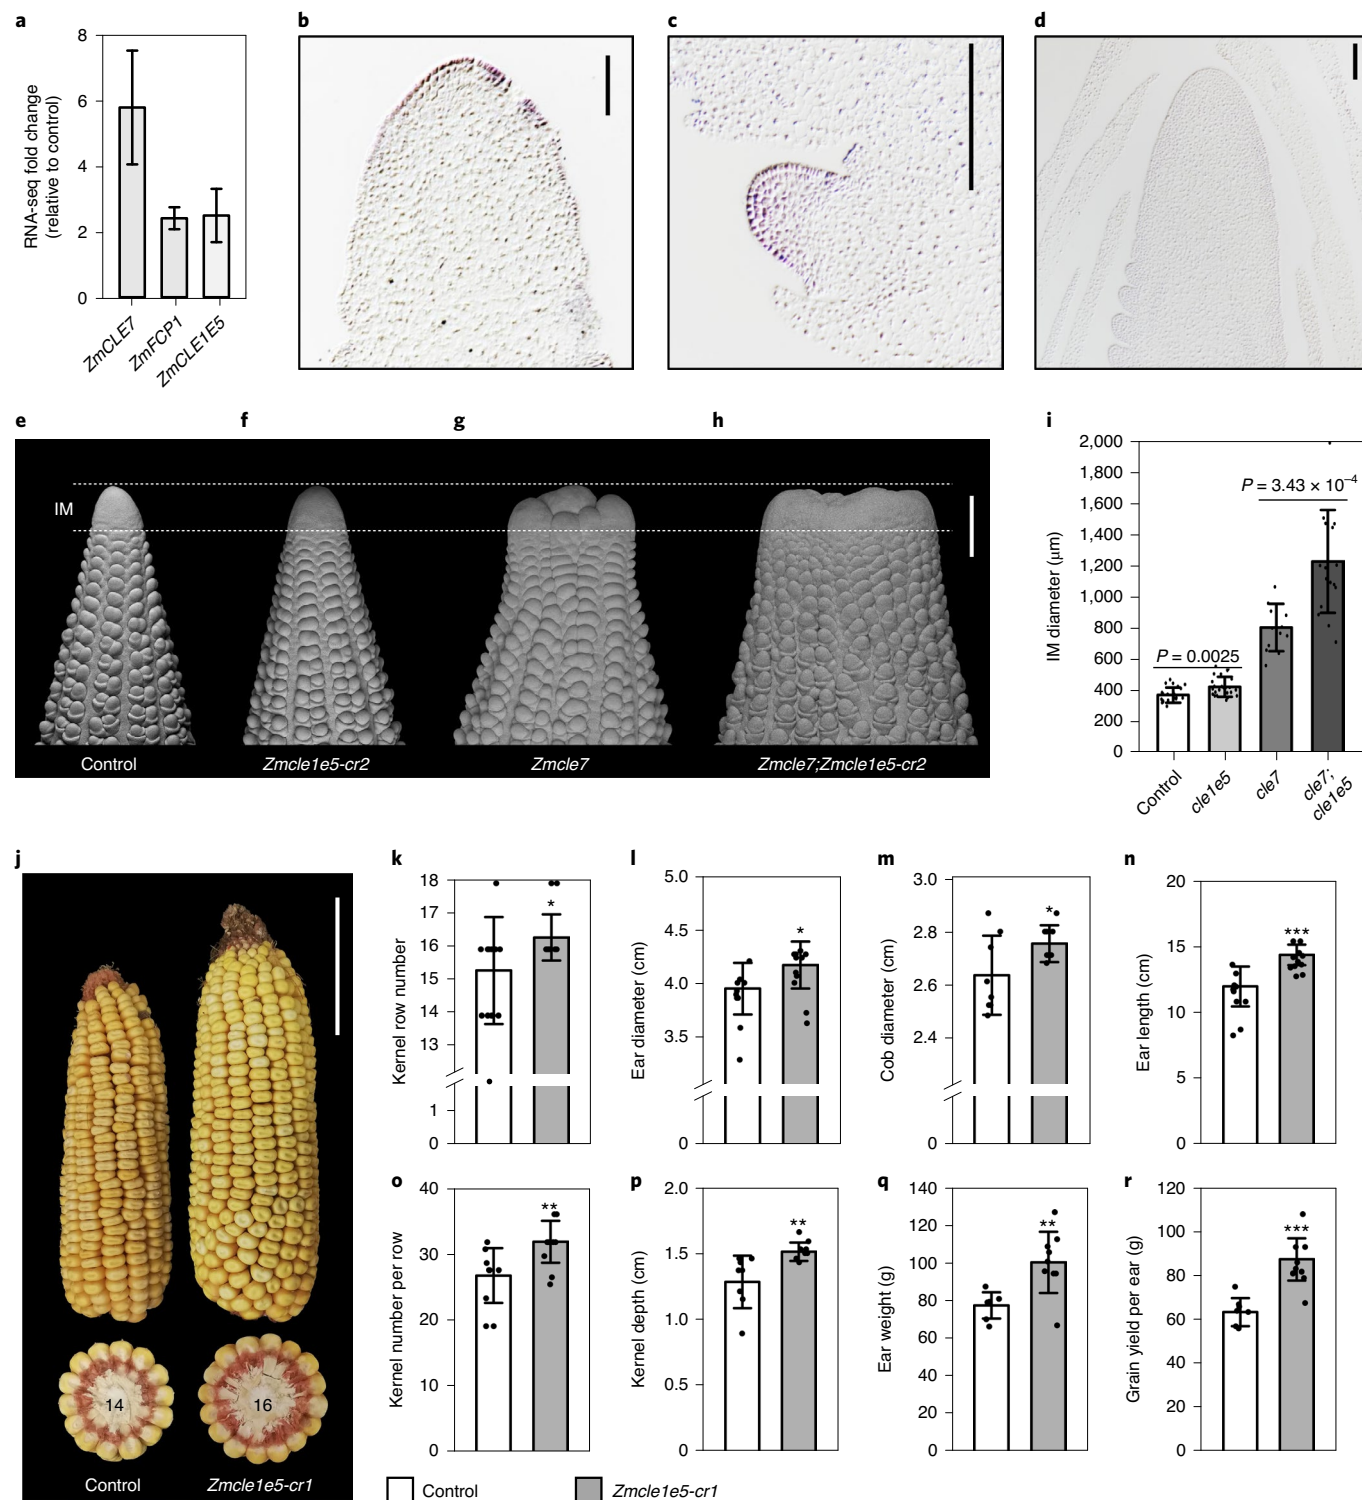 a
b
c
d
8
6
4
2
0
RNA-seq fold change
(relative to control)
ZmCLE7
ZmFCP1
ZmCLE1E5
e
f
g
h
i
IM
Control
Zmcle1e5-cr2
Zmcle7
Zmcle7;Zmcle1e5-cr2
2,000
1,800
1,600
1,400
1,200
1,000
800
600
400
200
0
IM diameter (μm)
P = 3.43 × 10⁻⁴
P = 0.0025
Control
cle1e5
cle7
cle7;
cle1e5
j
14
16
Control
Zmcle1e5-cr1
k
18
17
16
15
14
13
1
0
Kernel row number
*
l
5.0
4.5
4.0
3.5
0
Ear diameter (cm)
*
m
3.0
2.8
2.6
2.4
0
Cob diameter (cm)
*
n
20
15
10
5
0
Ear length (cm)
***
o
40
30
20
10
0
Kernel number per row
**
p
2.0
1.5
1.0
0.5
0
Kernel depth (cm)
**
q
140
120
100
80
60
40
20
0
Ear weight (g)
**
r
120
100
80
60
40
20
0
Grain yield per ear (g)
***
Control
Zmcle1e5-cr1